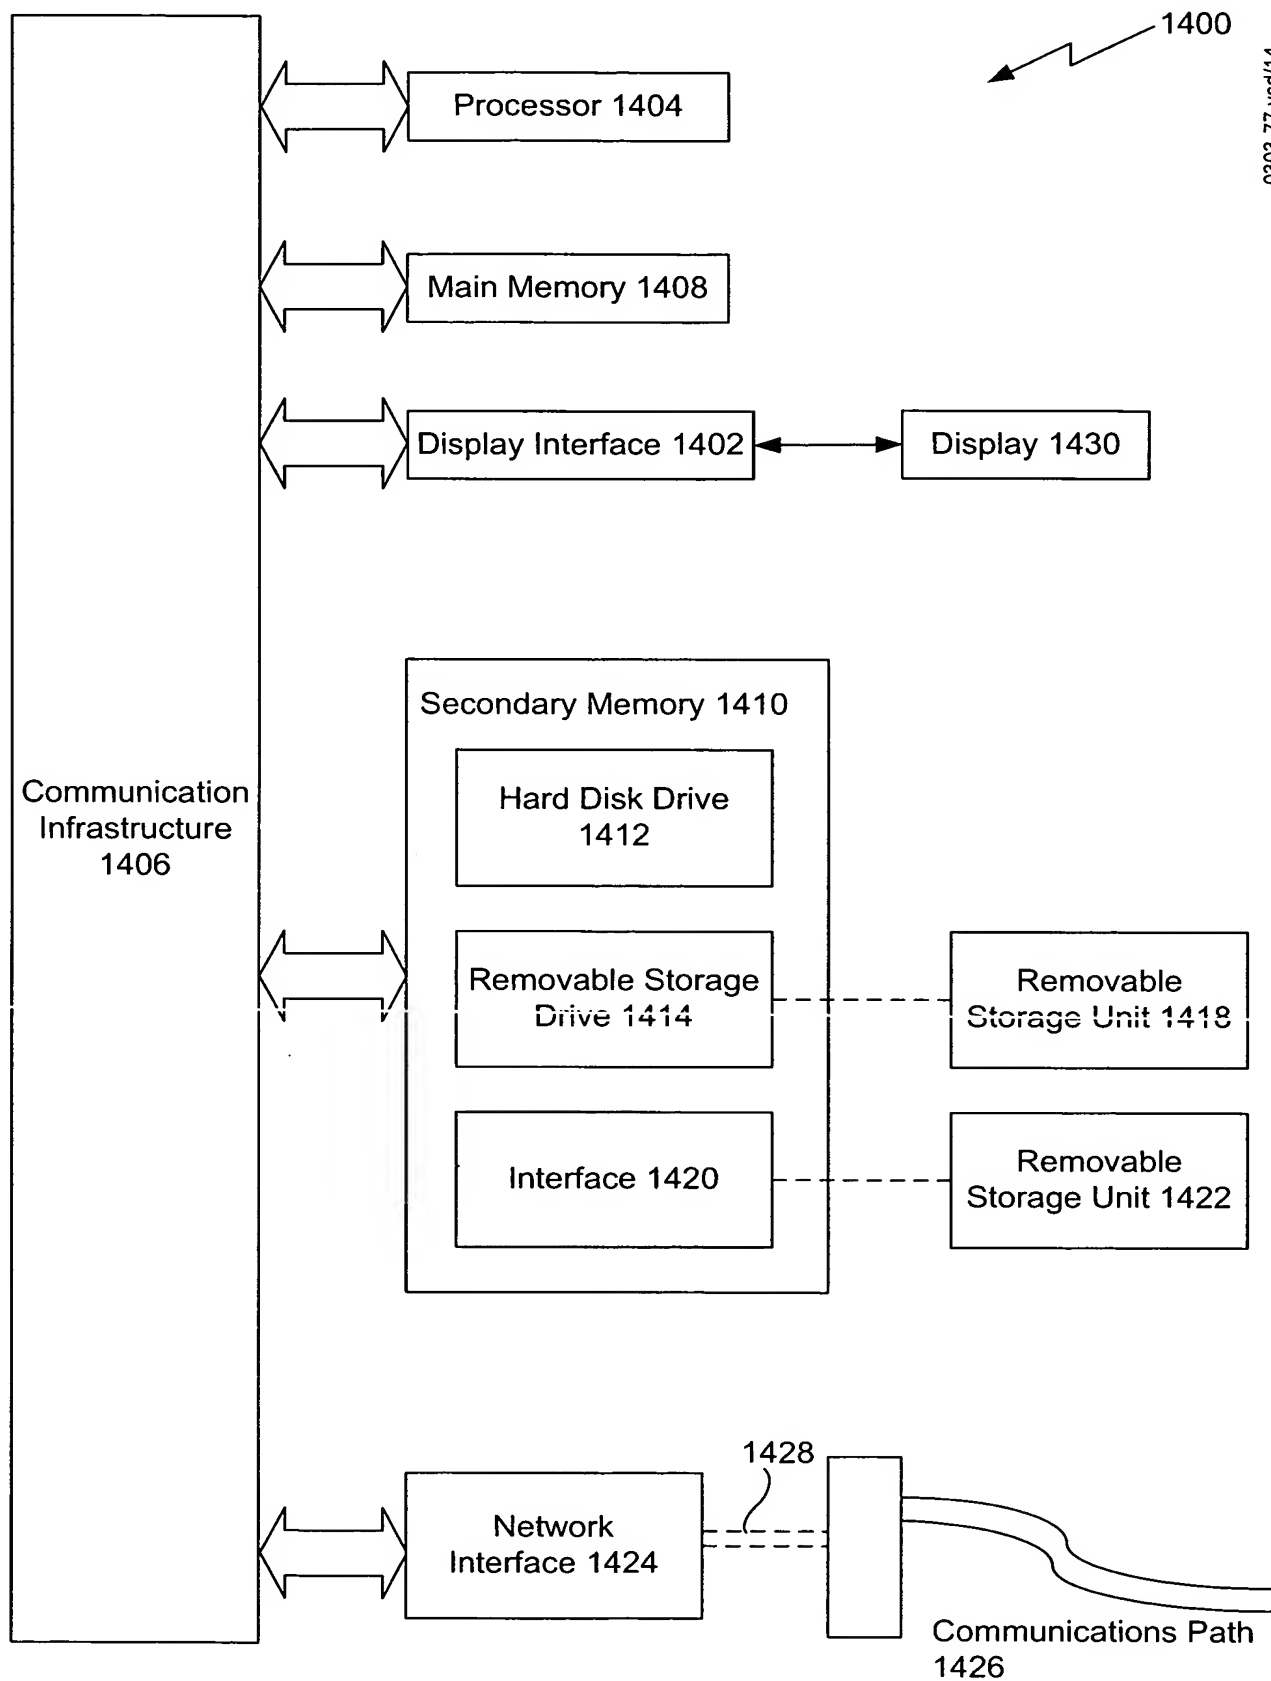 1400
Processor 1404
Main Memory 1408
Display Interface 1402
Display 1430
Secondary Memory 1410
Hard Disk Drive
1412
Communication
Infrastructure
1406
Removable Storage
Drive 1414
Removable
Storage Unit 1418
Interface 1420
Removable
Storage Unit 1422
1428
Network
Interface 1424
Communications Path
1426